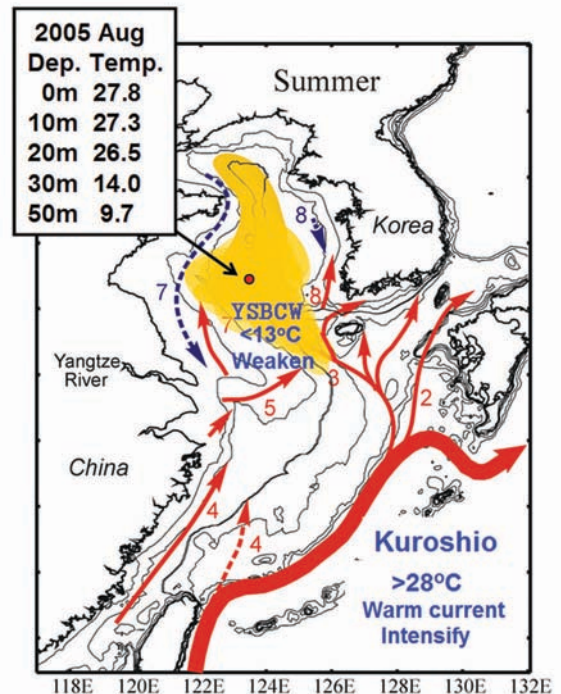 2005 Aug
Dep. Temp.
0m 27.8
10m 27.3
20m 26.5
30m 14.0
50m 9.7
Summer
Korea
8
8
7
7
YSBCW
<13°C
Weaken
3
Yangtze
River
5
2
China
4
4
Kuroshio
>28°C
Warm current
Intensify
118E 120E 122E 124E 126E 128E 130E 132E